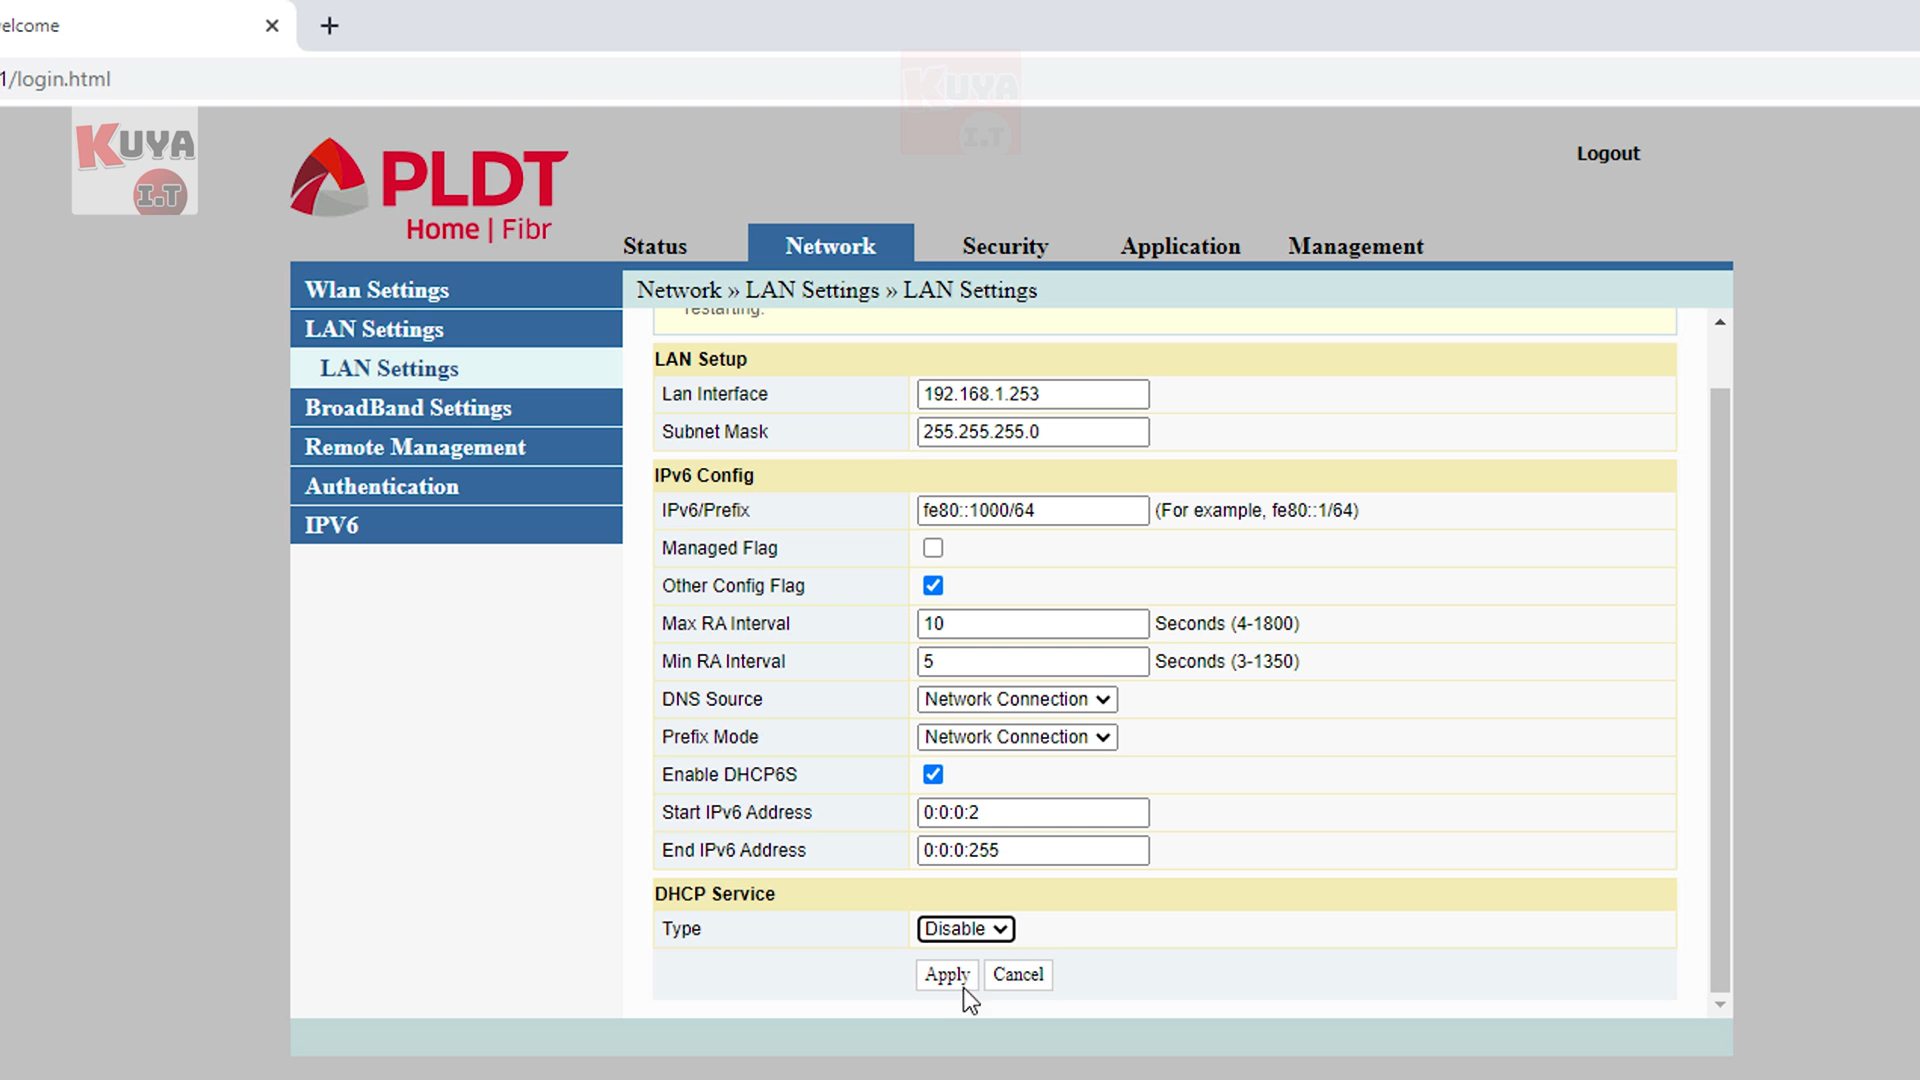 elcome
1/login.html
KUYA
I.T
KUYA
I.T
PLDT
Home | Fibr
Logout
Status Network Security Application Management
Wlan Settings
LAN Settings
LAN Settings
BroadBand Settings
Remote Management
Authentication
IPV6
Network » LAN Settings » LAN Settings
restarting.
LAN Setup
Lan Interface 192.168.1.253
Subnet Mask 255.255.255.0
IPv6 Config
IPv6/Prefix fe80::1000/64 (For example, fe80::1/64)
Managed Flag
Other Config Flag
Max RA Interval 10 Seconds (4-1800)
Min RA Interval 5 Seconds (3-1350)
DNS Source Network Connection
Prefix Mode Network Connection
Enable DHCP6S
Start IPv6 Address 0:0:0:2
End IPv6 Address 0:0:0:255
DHCP Service
Type Disable
Apply Cancel